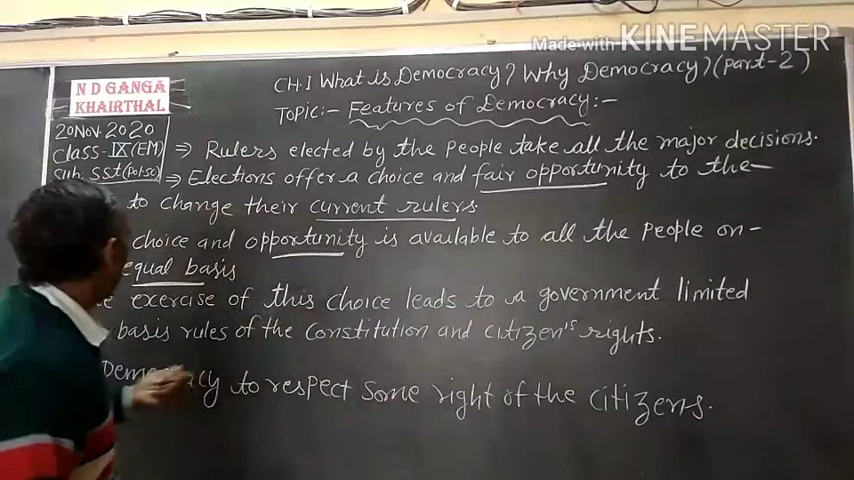 Made with KINEMASTER
CH.1 What is Democracy? Why Democracy? (part-2)
N D GANGA
KHAIRTHAL
TOPIC:- Features of Democracy:-
20 Nov. 2020
Class-IX (EM)
Sub. SSt (Pol.sc)
⇒ Rulers elected by the People take all the major decisions.
⇒ Elections offer a choice and fair opportunity to the-
to change their current rulers.
choice and opportunity is available to all the People on-
equal basis
exercise of this choice leads to a government limited
basis rules of the Constitution and citizen's rights.
to respect some right of the citizens.